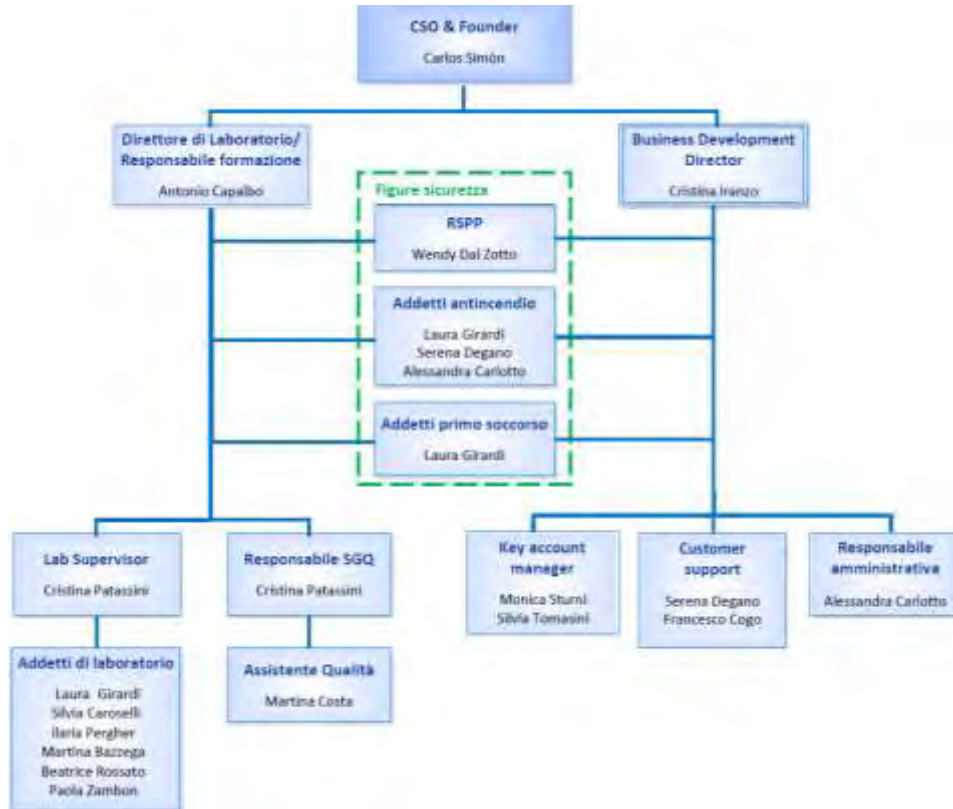 CSO & Founder
Carlos Simón
Direttore di Laboratorio/
Responsabile formazione
Antonio Capalbo
Business Development
Director
Cristina Iranzo
Figure sicurezza
RSPP
Wendy Dal Zotto
Addetti antincendio
Laura Girardi
Serena Degano
Alessandra Carlotto
Addetti primo soccorso
Laura Girardi
Lab Supervisor
Cristina Patassini
Responsabile SGQ
Cristina Patassini
Key account
manager
Monica Sturni
Silvia Tomasini
Customer
support
Serena Degano
Francesco Cogo
Responsabile
amministrativa
Alessandra Carlotto
Addetti di laboratorio
Laura Girardi
Silvia Caroselli
Ilaria Pergher
Martina Bazzega
Beatrice Rossato
Paola Zambon
Assistente Qualità
Martina Costa